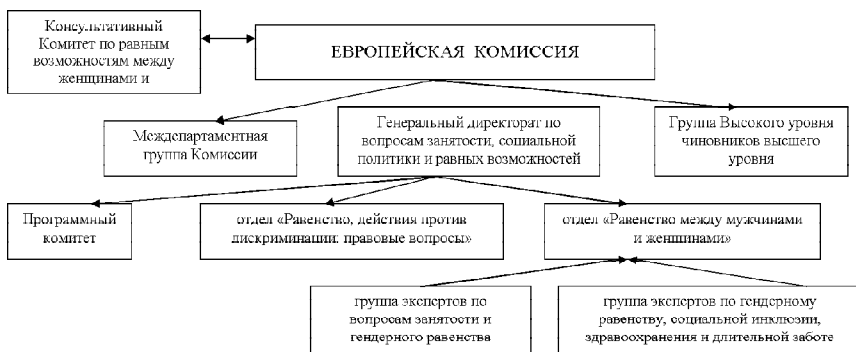 Консультативный
Комитет по равным
возможностям между
женщинами и
ЕВРОПЕЙСКАЯ КОМИССИЯ
Междепартаментная
группа Комиссии
Генеральный директорат по
вопросам занятости, социальной
политики и равных возможностей
Группа Высокого уровня
чиновников высшего
уровня
Программный
комитет
отдел «Равенство, действия против
дискриминации: правовые вопросы»
отдел «Равенство между мужчинами
и женщинами»
группа экспертов по
вопросам занятости и
гендерного равенства
группа экспертов по гендерному
равенству, социальной инклюзии,
здравоохранения и длительной заботе